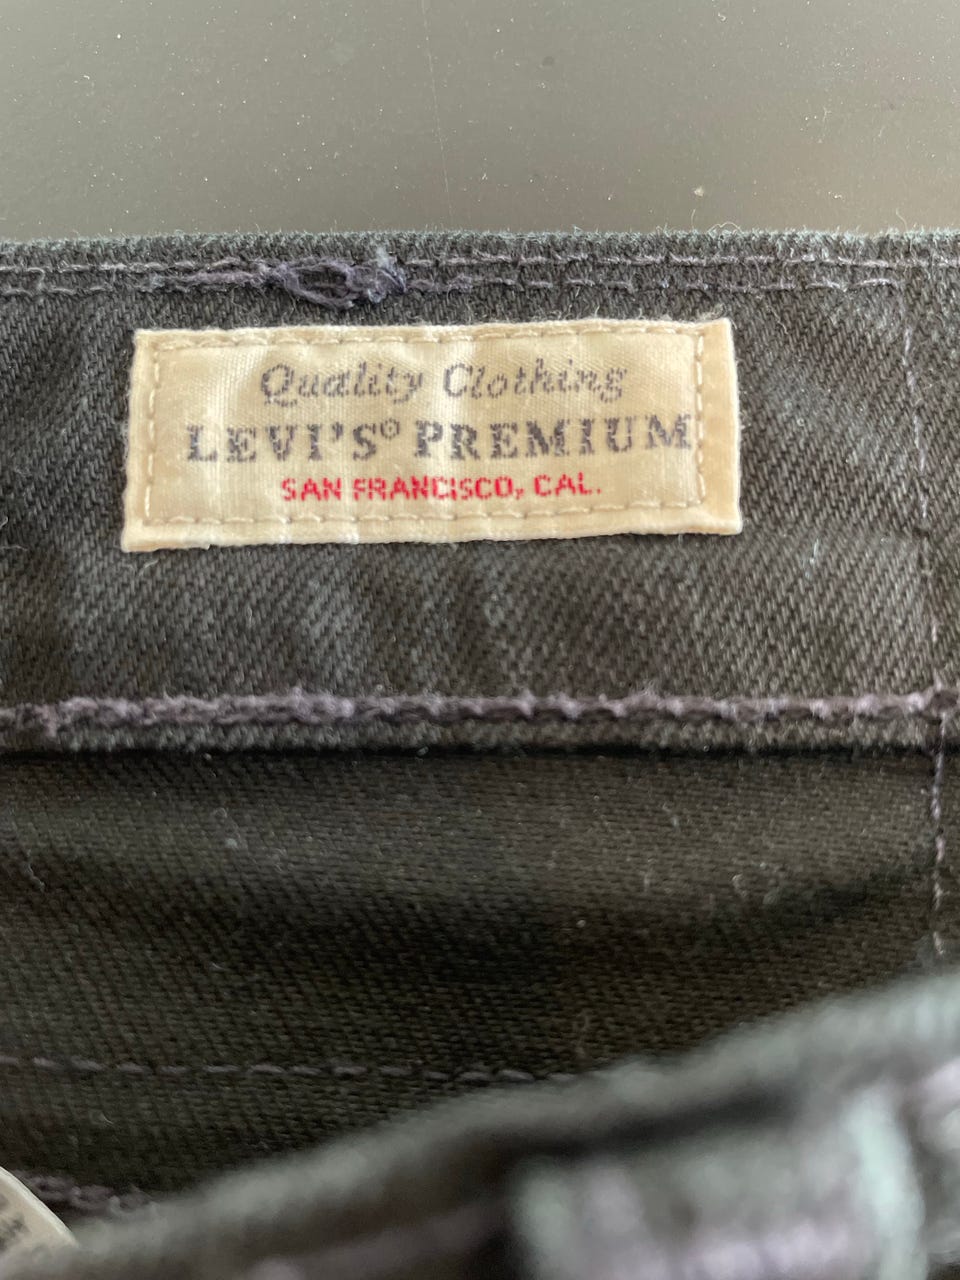 Quality Clothing
LEVI'S® PREMIUM
SAN FRANCISCO, CAL.